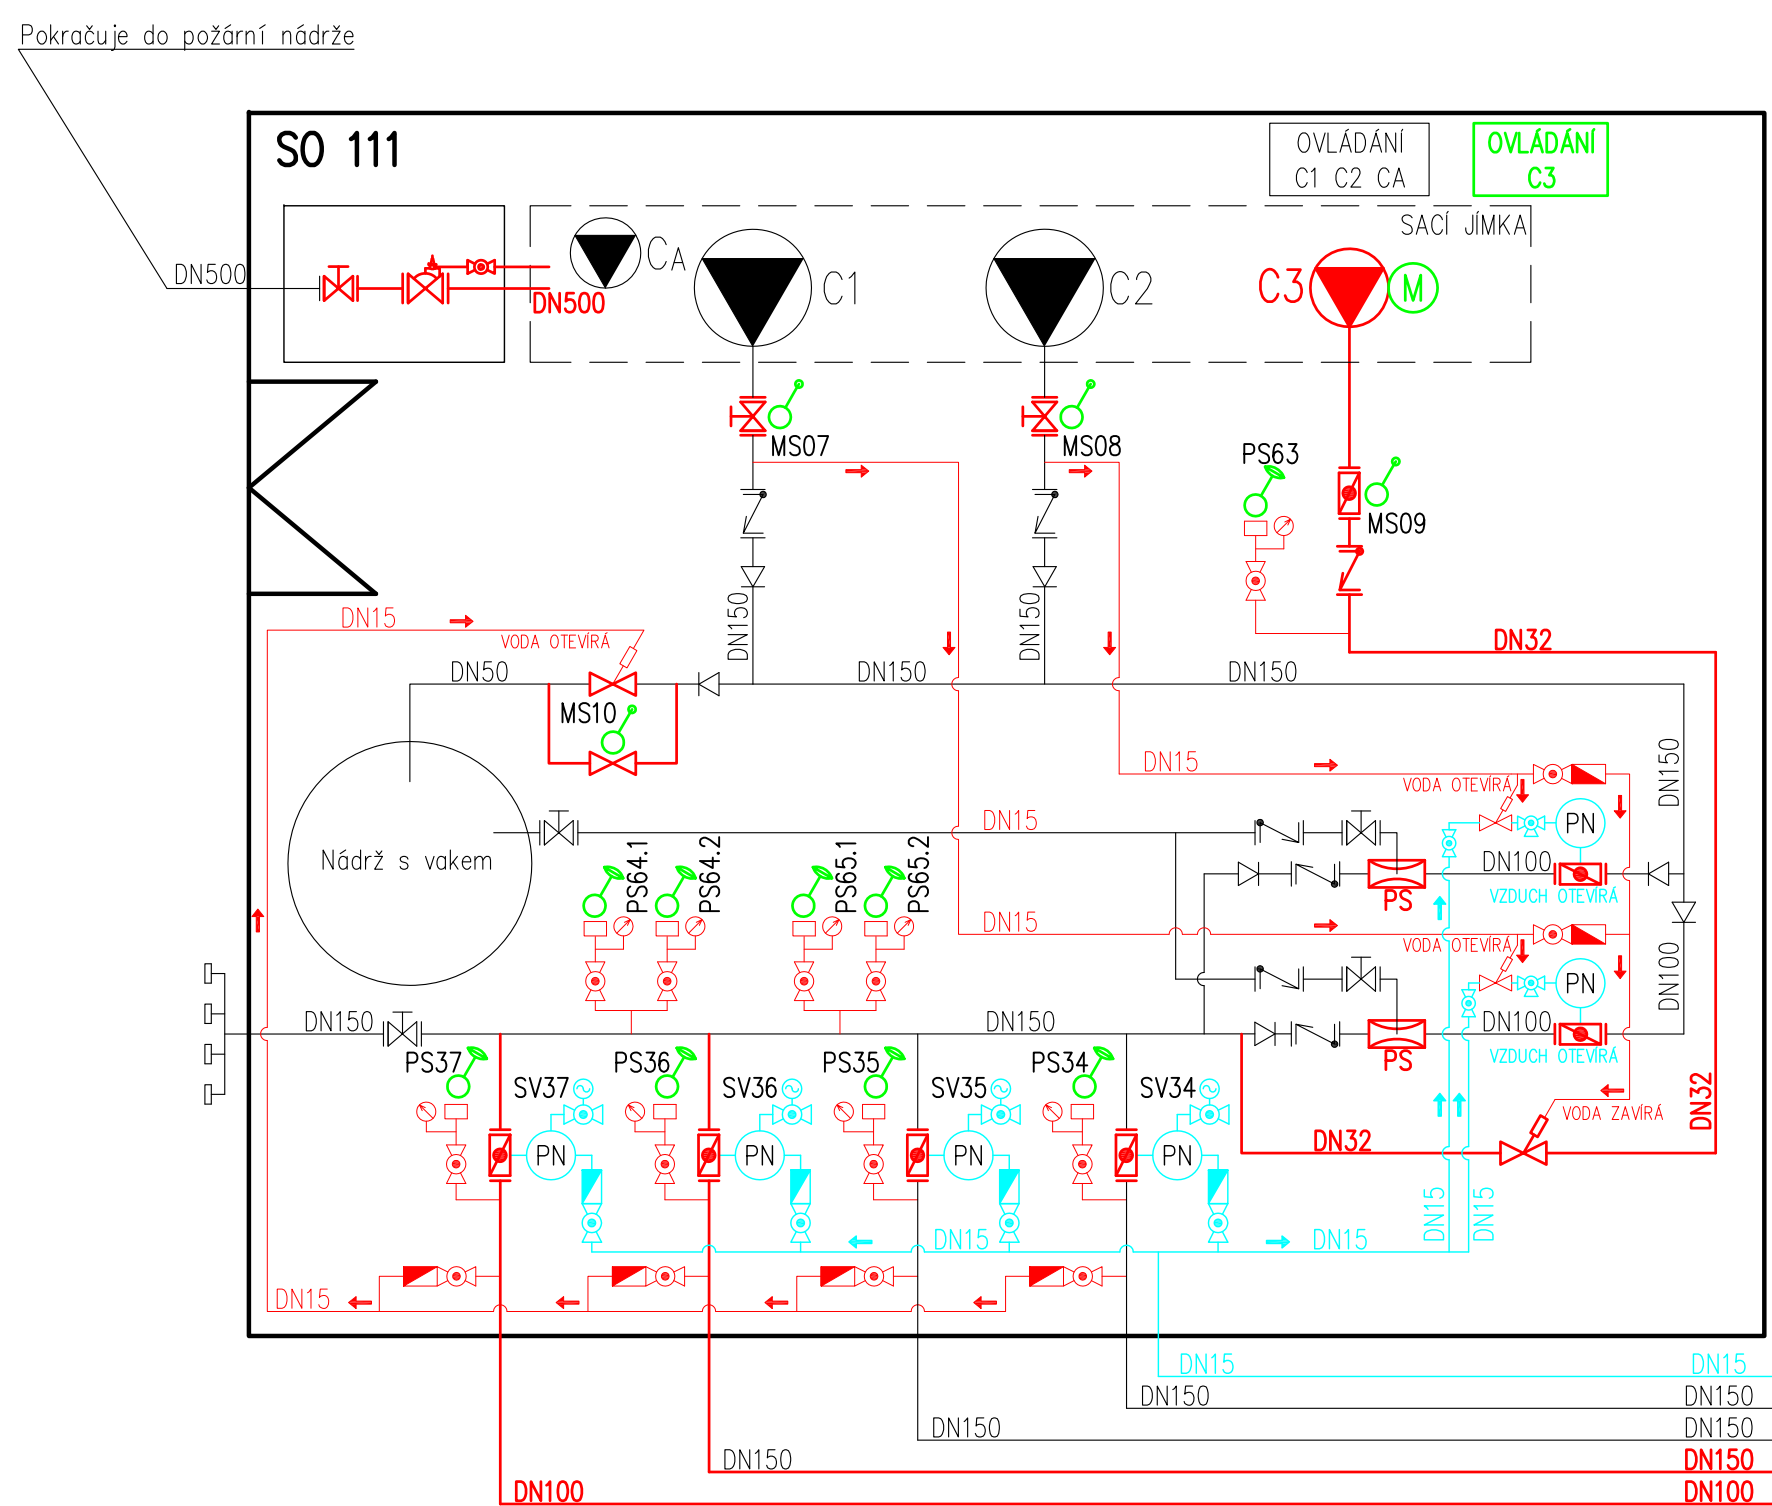 Pokračuje do požární nádrže
SO 111
OVLÁDÁNÍ
C1 C2 CA
OVLÁDÁNÍ
C3
SACÍ JÍMKA
DN500
DN500
CA
C1
C2
C3
M
MS07
MS08
PS63
MS09
DN150
DN150
DN15
VODA OTEVÍRÁ
DN32
DN50
DN150
DN150
MS10
DN15
DN150
VODA OTEVÍRÁ
PN
DN15
Nádrž s vakem
PS64.1
PS64.2
PS65.1
PS65.2
DN100
PS
VZDUCH OTEVÍRÁ
DN15
VODA OTEVÍRÁ
PN
DN100
DN150
DN150
DN100
PS
VZDUCH OTEVÍRÁ
PS37
SV37
PS36
SV36
PS35
SV35
PS34
SV34
PN
PN
PN
PN
VODA ZAVÍRÁ
DN32
DN32
DN15
DN15
DN15
DN15
DN15
DN15
DN15
DN150
DN150
DN150
DN150
DN150
DN150
DN100
DN100